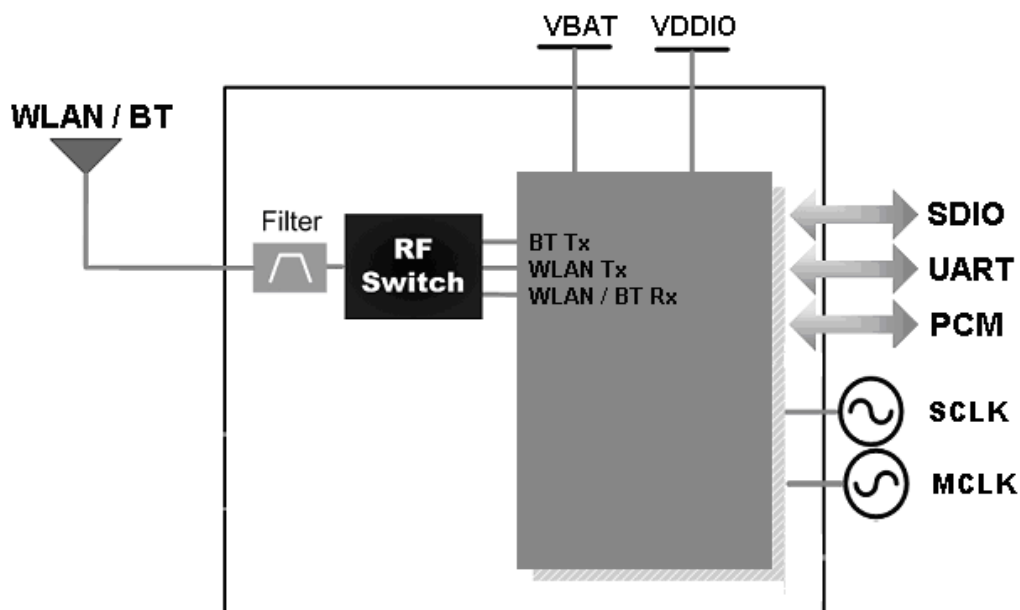 VBAT
VDDIO
WLAN / BT
Filter
RF
Switch
BT Tx
WLAN Tx
WLAN / BT Rx
SDIO
UART
PCM
SCLK
MCLK